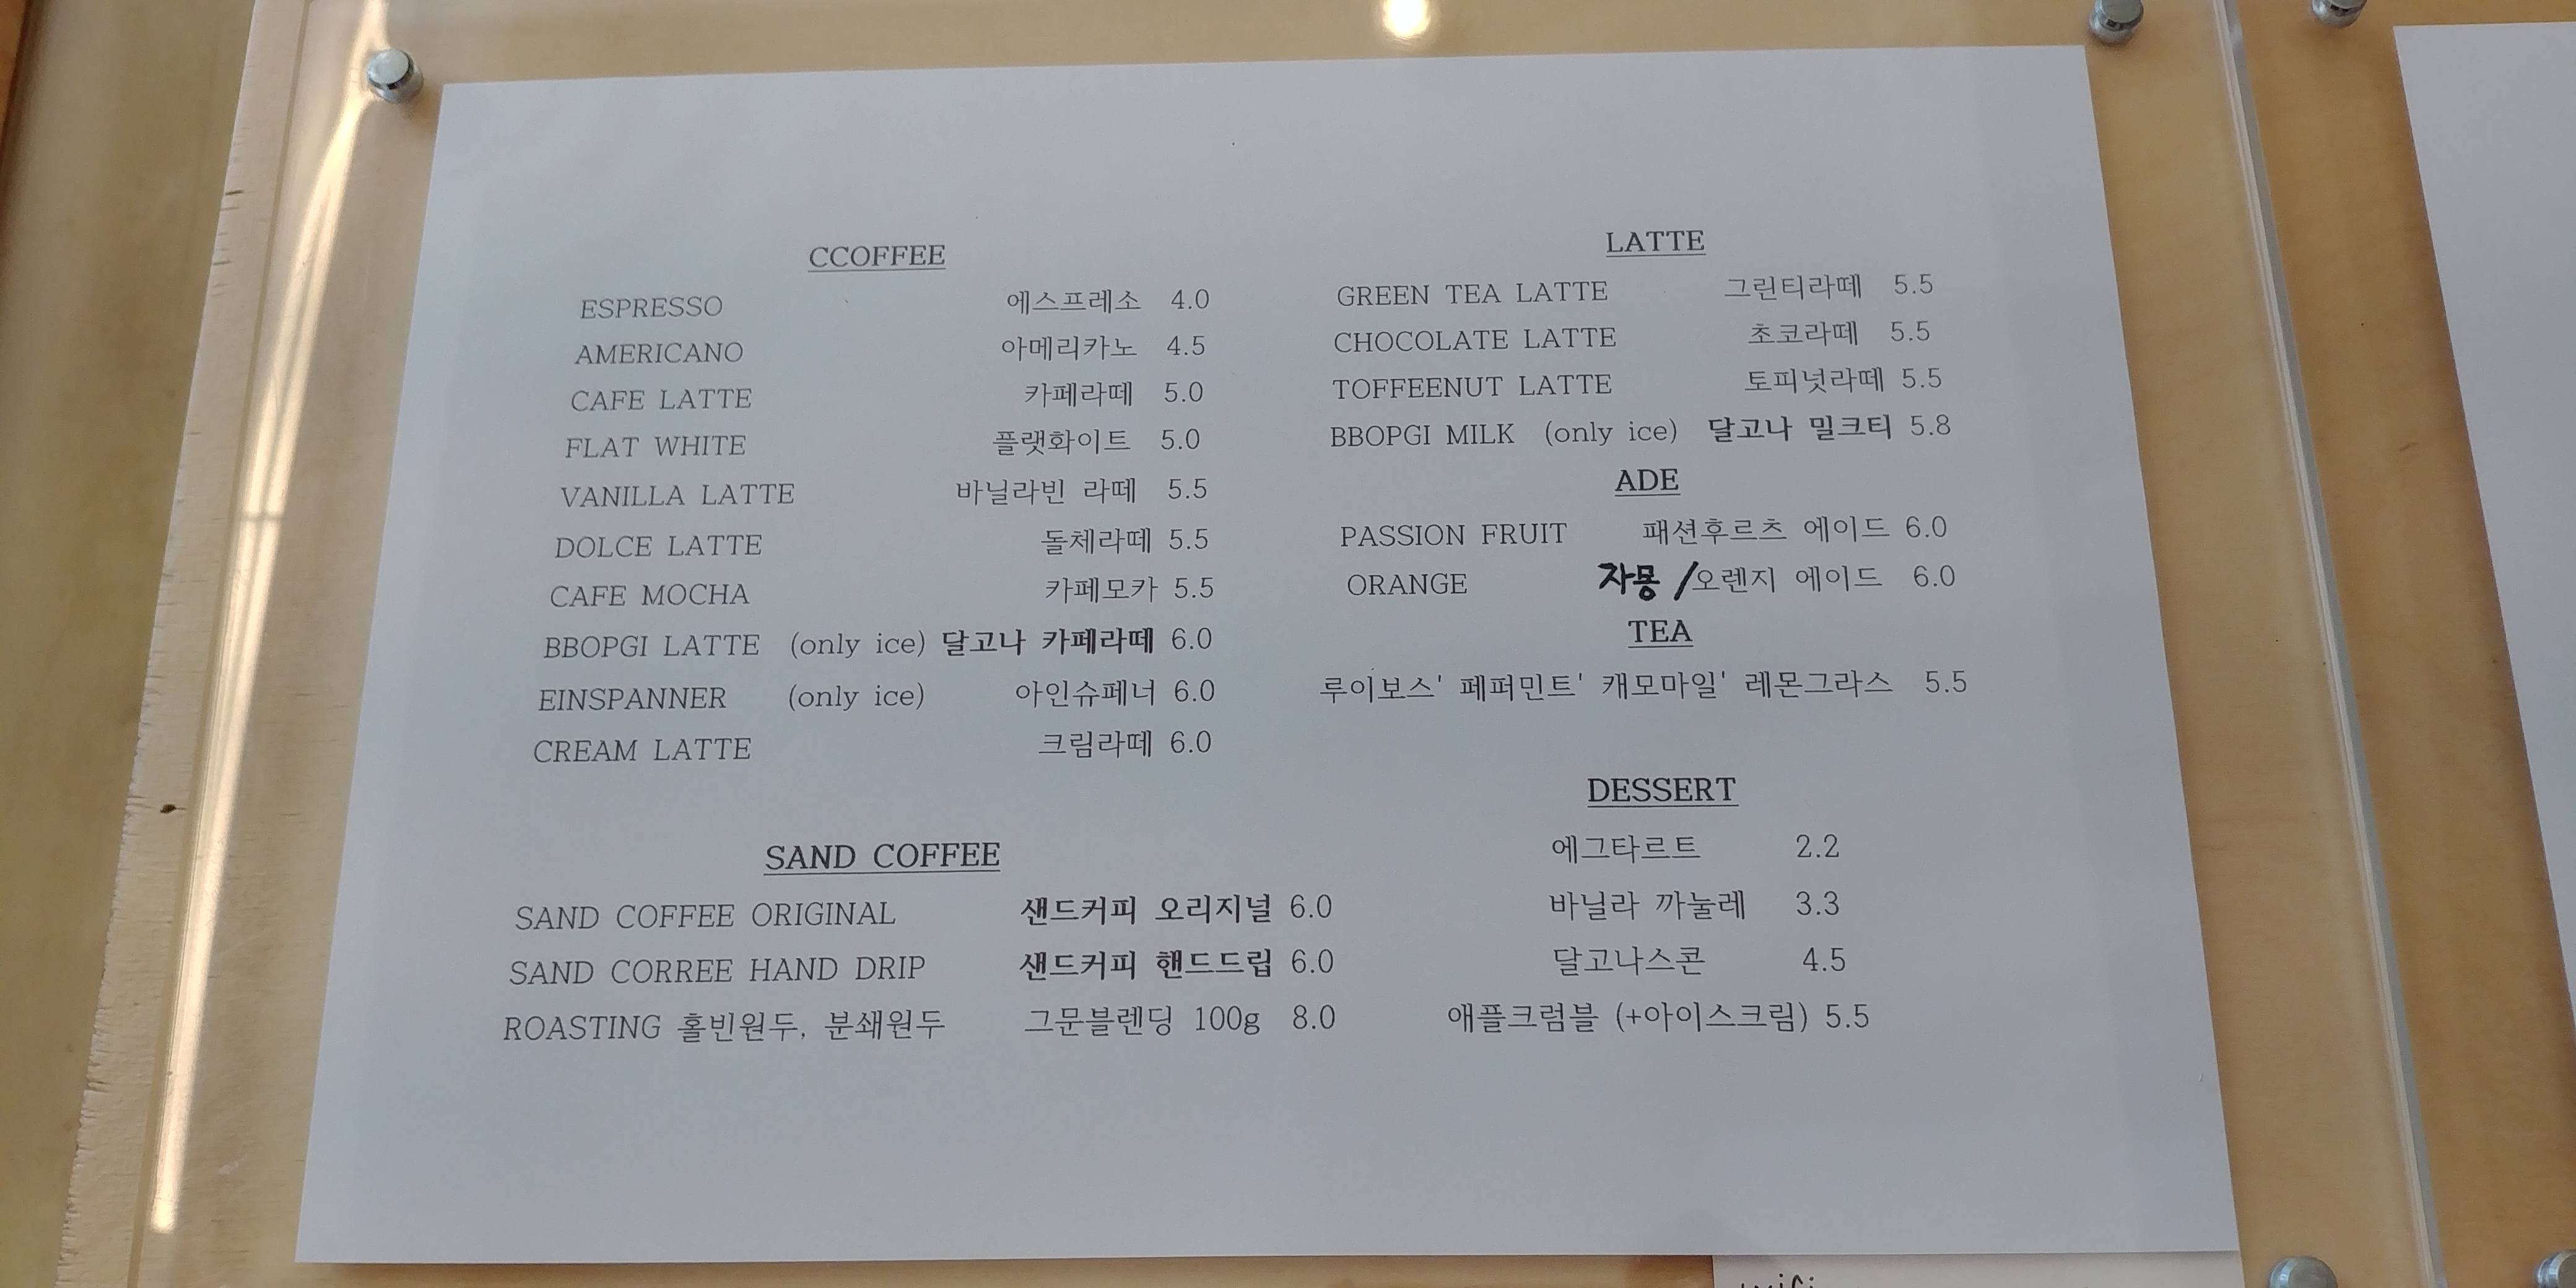 CCOFFEE
ESPRESSO 에스프레소 4.0
AMERICANO 아메리카노 4.5
CAFE LATTE 카페라떼 5.0
FLAT WHITE 플랫화이트 5.0
VANILLA LATTE 바닐라빈 라떼 5.5
DOLCE LATTE 돌체라떼 5.5
CAFE MOCHA 카페모카 5.5
BBOPGI LATTE (only ice) 달고나 카페라떼 6.0
EINSPANNER (only ice) 아인슈페너 6.0
CREAM LATTE 크림라떼 6.0
SAND COFFEE
SAND COFFEE ORIGINAL 샌드커피 오리지널 6.0
SAND CORREE HAND DRIP 샌드커피 핸드드립 6.0
ROASTING 홀빈원두, 분쇄원두 그문블렌딩 100g 8.0
LATTE
GREEN TEA LATTE 그린티라떼 5.5
CHOCOLATE LATTE 초코라떼 5.5
TOFFEENUT LATTE 토피넛라떼 5.5
BBOPGI MILK (only ice) 달고나 밀크티 5.8
ADE
PASSION FRUIT 패션후르츠 에이드 6.0
ORANGE 자몽 /오렌지 에이드 6.0
TEA
루이보스' 페퍼민트' 캐모마일' 레몬그라스 5.5
DESSERT
에그타르트 2.2
바닐라 까눌레 3.3
달고나스콘 4.5
애플크럼블 (+아이스크림) 5.5